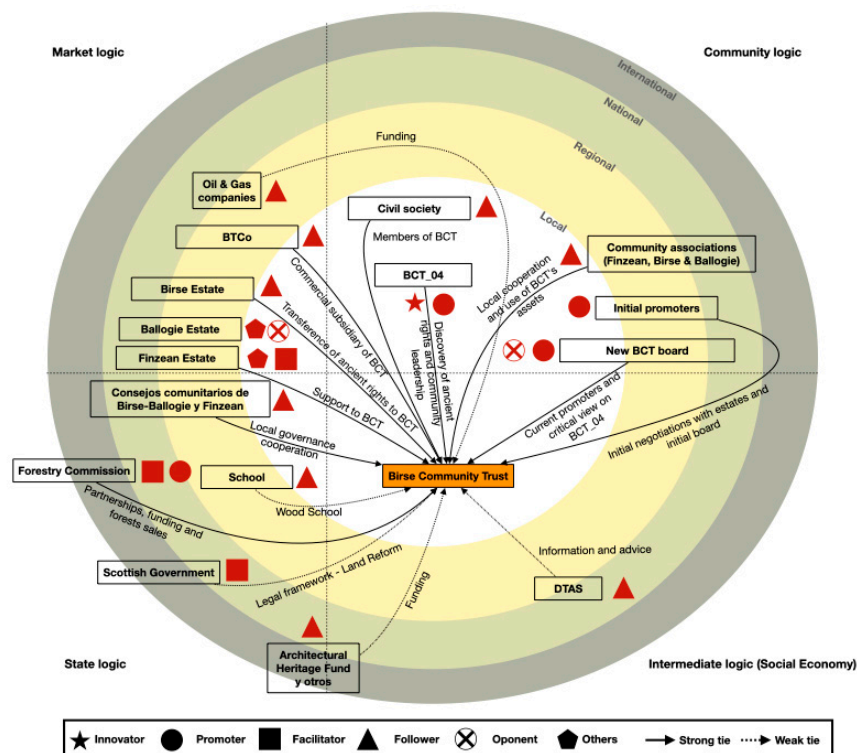 Market logic
Community logic
International
National
Regional
Local
Funding
Oil & Gas
companies
Civil society
Members of BCT
BTCo
Community associations
(Finzean, Birse & Ballogie)
BCT_04
Birse Estate
Initial promoters
Ballogie Estate
New BCT board
Finzean Estate
Consejos comunitarios de
Birse-Ballogie y Finzean
Commercial subsidiary of BCT
Transference of ancient rights to BCT
Support to BCT
Discovery of ancient
rights and community
leadership
Local cooperation
and use of BCT's
assets
Current promoters and
critical view on
BCT_04
Initial negotiations with estates and
initial board
Local governance
cooperation
Forestry Commission
School
Birse Community Trust
Wood School
Partnerships, funding and
forests sales
Scottish Government
Legal framework - Land Reform
Funding
Information and advice
DTAS
Architectural
Heritage Fund
y otros
State logic
Intermediate logic (Social Economy)
Innovator
Promoter
Facilitator
Follower
Oponent
Others
Strong tie
Weak tie